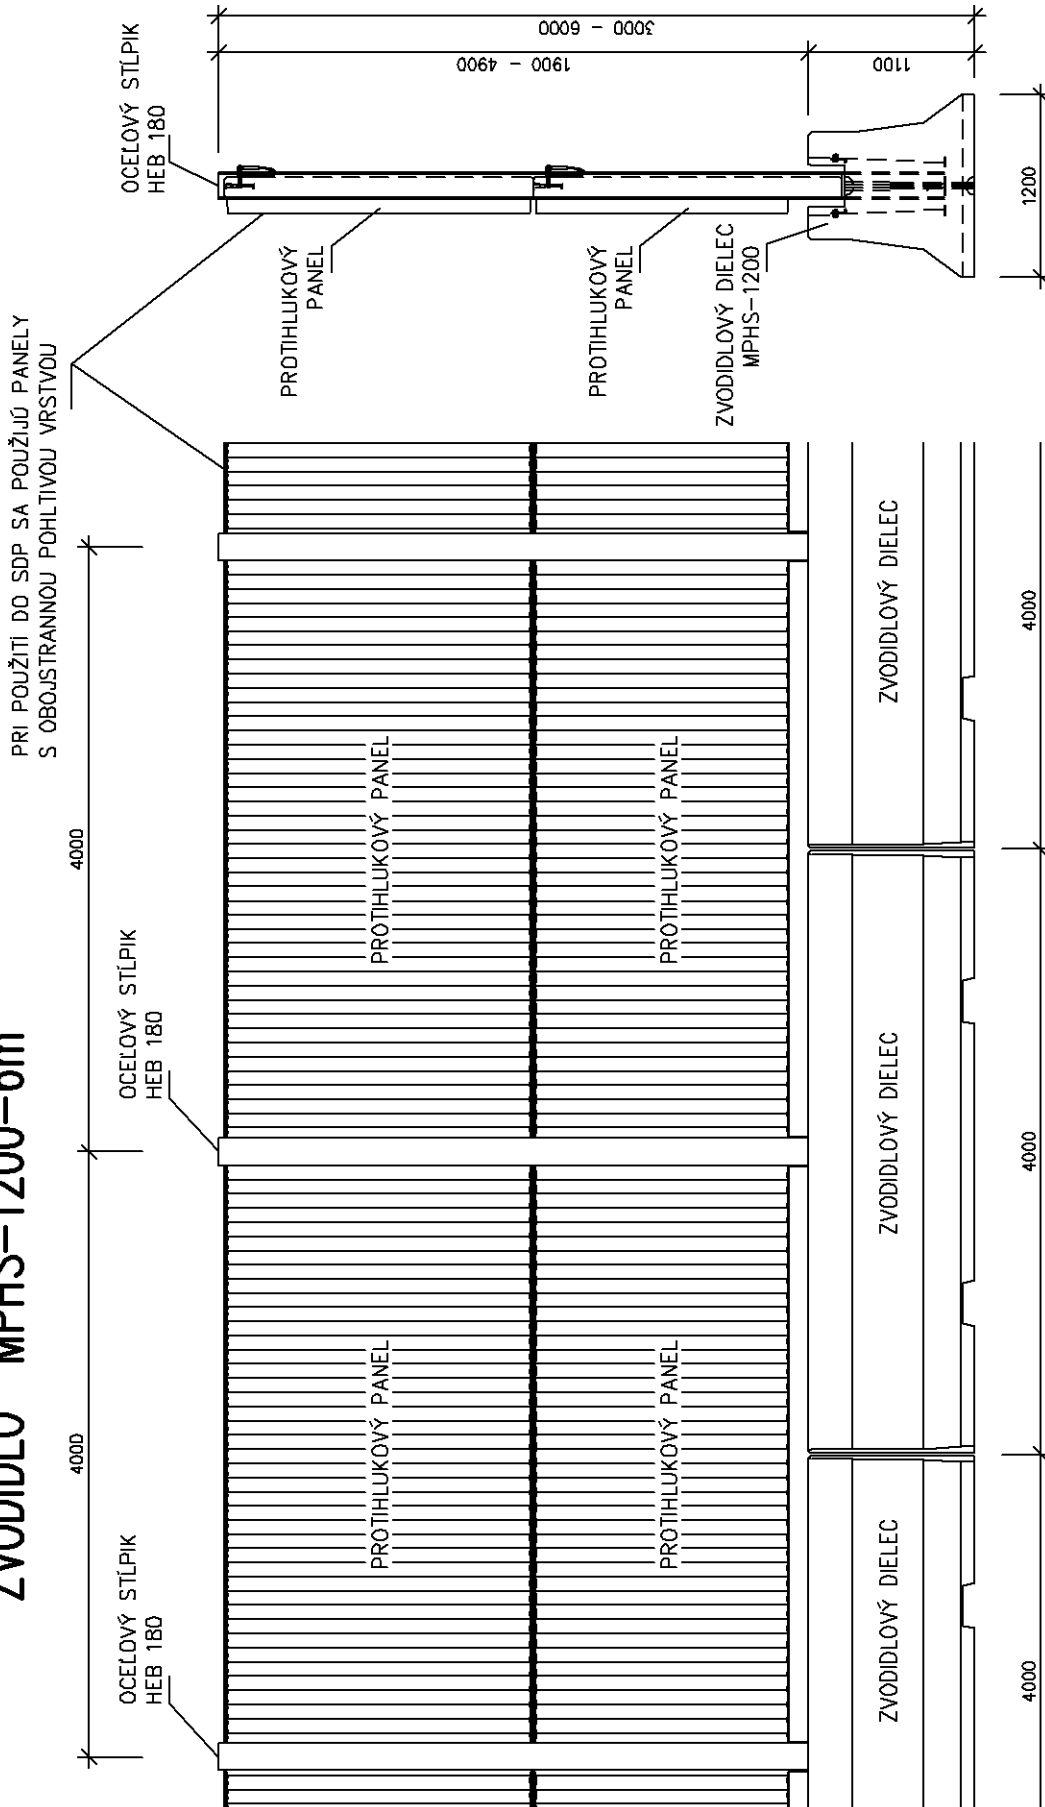 ZVODIDLO MPHS-1200-6m
PRI POUŽITÍ DO SDP SA POUŽIJÚ PANELY
S OBOJSTRANNOU POHLTIVOU VRSTVOU
4000
4000
OCEĽOVÝ STĹPIK
HEB 180
OCEĽOVÝ STĹPIK
HEB 180
OCEĽOVÝ STĹPIK
HEB 180
PROTIHLUKOVÝ PANEL
PROTIHLUKOVÝ PANEL
PROTIHLUKOVÝ
PANEL
PROTIHLUKOVÝ PANEL
PROTIHLUKOVÝ PANEL
PROTIHLUKOVÝ
PANEL
ZVODIDLOVÝ DIELEC
MPHS-1200
ZVODIDLOVÝ DIELEC
ZVODIDLOVÝ DIELEC
ZVODIDLOVÝ DIELEC
3000 - 6000
1900 - 4900
1100
4000
4000
4000
1200